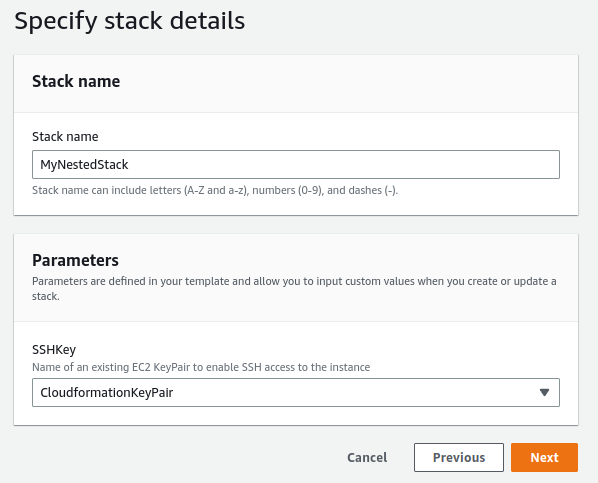 Specify stack details
Stack name
Stack name
MyNestedStack
Stack name can include letters (A-Z and a-z), numbers (0-9), and dashes (-).
Parameters
Parameters are defined in your template and allow you to input custom values when you create or update a
stack.
SSHKey
Name of an existing EC2 KeyPair to enable SSH access to the instance
CloudformationKeyPair
Cancel Previous Next